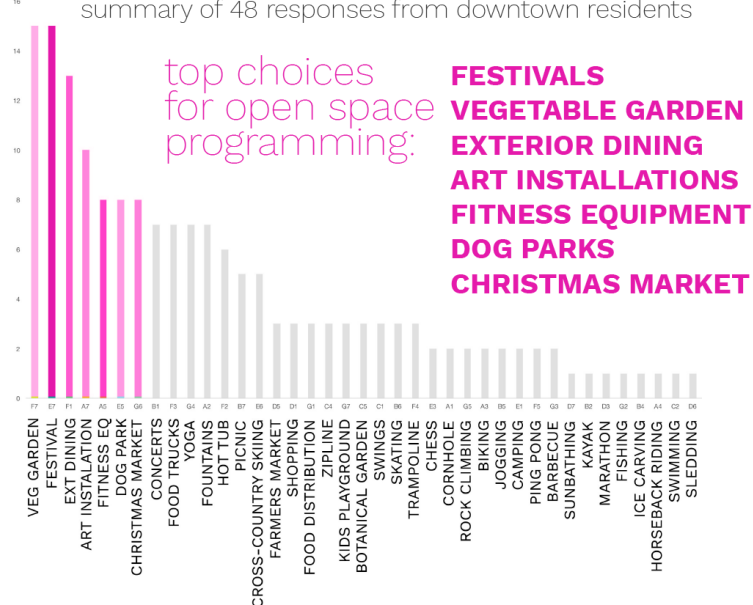 summary of 48 responses from downtown residents
top choices
for open space
programming:
FESTIVALS
VEGETABLE GARDEN
EXTERIOR DINING
ART INSTALLATIONS
FITNESS EQUIPMENT
DOG PARKS
CHRISTMAS MARKET
16
14
12
10
8
6
4
2
0
F7 E7 F1 A7 A5 E5 G6 B1 F3 G4 A2 F2 B7 E6 D5 D1 G1 C4 G7 C5 C1 B6 F4 E3 A1 G5 A3 B5 E1 F5 G3 D7 B2 D3 G2 B4 A4 C2 D6
VEG GARDEN
FESTIVAL
EXT DINING
ART INSTALATION
FITNESS EQ
DOG PARK
CHRISTMAS MARKET
CONCERTS
FOOD TRUCKS
YOGA
FOUNTAINS
HOT TUB
PICNIC
CROSS-COUNTRY SKIING
FARMERS MARKET
SHOPPING
FOOD DISTRIBUTION
ZIPLINE
KIDS PLAYGROUND
BOTANICAL GARDEN
SWINGS
SKATING
TRAMPOLINE
CHESS
CORNHOLE
ROCK CLIMBING
BIKING
JOGGING
CAMPING
PING PONG
BARBECUE
SUNBATHING
KAYAK
MARATHON
FISHING
ICE CARVING
HORSEBACK RIDING
SWIMMING
SLEDDING